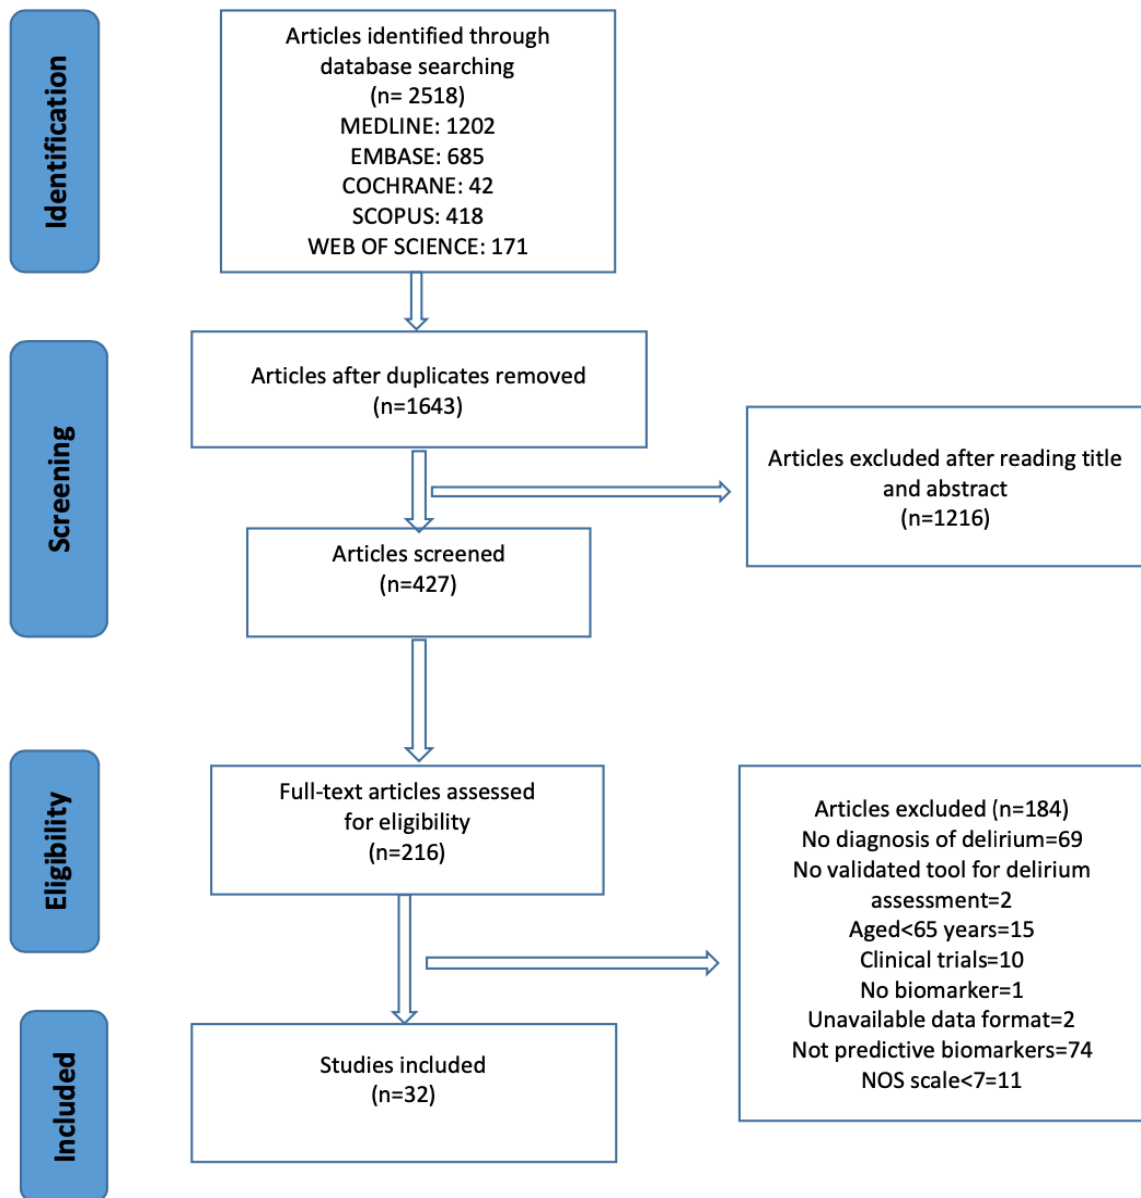 Identification
Articles identified through
database searching
(n= 2518)
MEDLINE: 1202
EMBASE: 685
COCHRANE: 42
SCOPUS: 418
WEB OF SCIENCE: 171
Screening
Articles after duplicates removed
(n=1643)
Articles excluded after reading title
and abstract
(n=1216)
Articles screened
(n=427)
Eligibility
Full-text articles assessed
for eligibility
(n=216)
Articles excluded (n=184)
No diagnosis of delirium=69
No validated tool for delirium
assessment=2
Aged<65 years=15
Clinical trials=10
No biomarker=1
Unavailable data format=2
Not predictive biomarkers=74
NOS scale<7=11
Included
Studies included
(n=32)